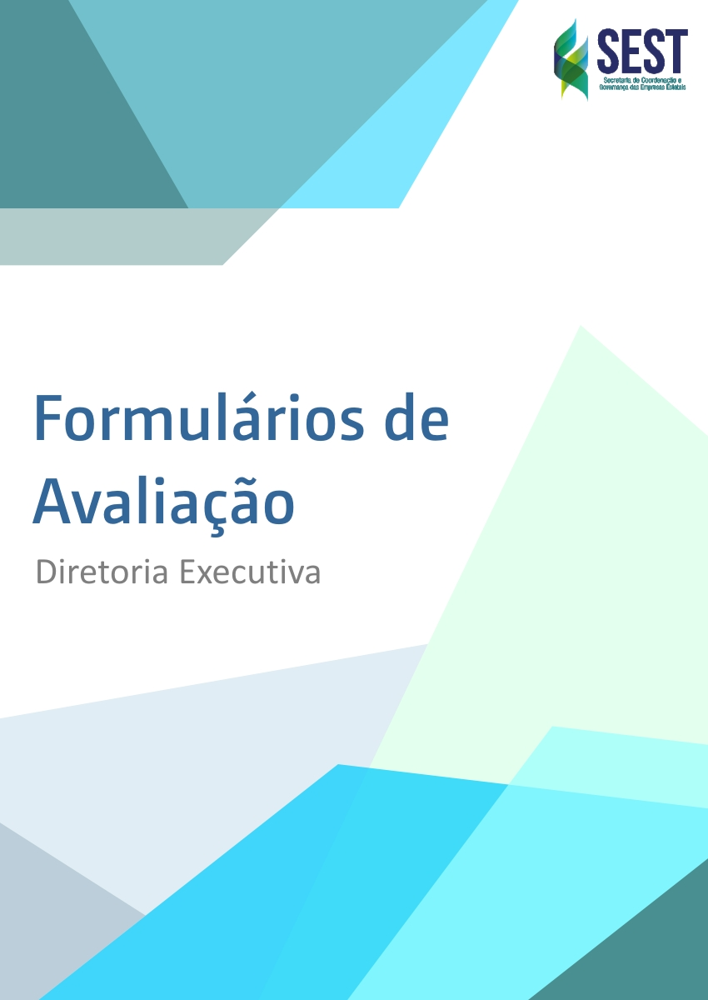 SEST
Secretaria de Coordenação e
Governança das Empresas Estatais
Formulários de
Avaliação
Diretoria Executiva